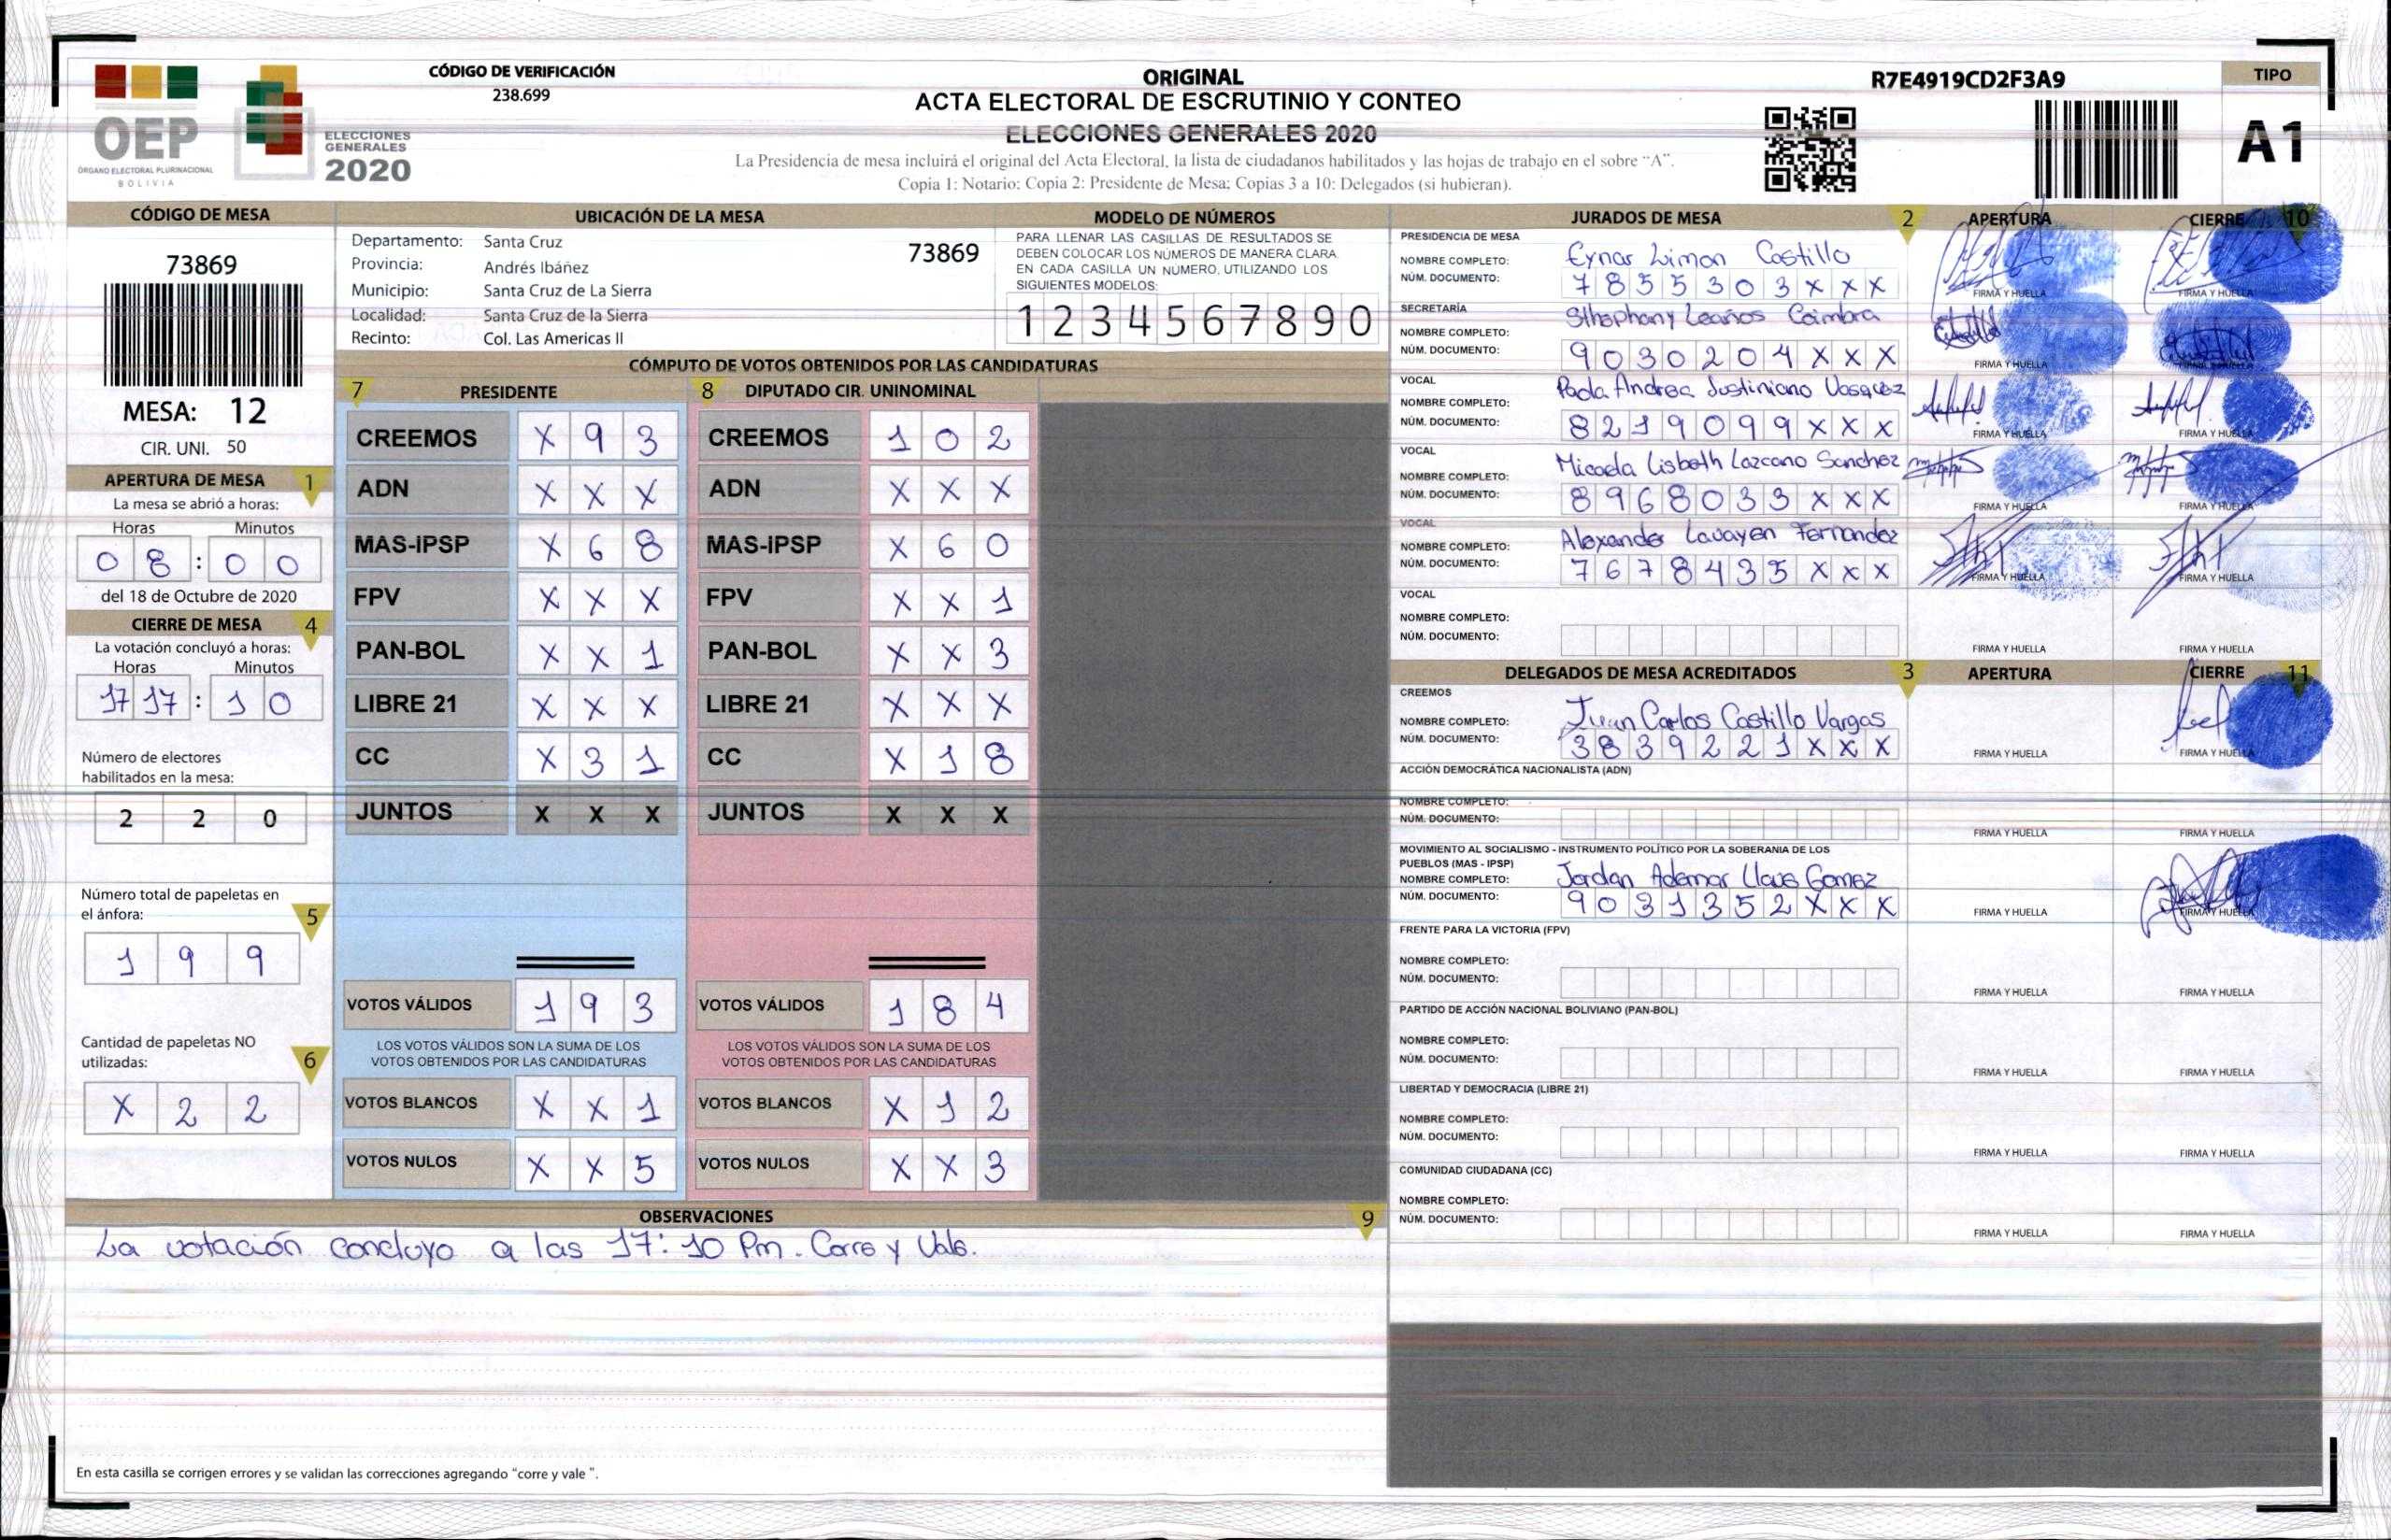 CÓDIGO DE VERIFICACIÓN
238.699
OEP
ÓRGANO ELECTORAL PLURINACIONAL
BOLIVIA
ELECCIONES
GENERALES
2020
ORIGINAL
ACTA ELECTORAL DE ESCRUTINIO Y CONTEO
ELECCIONES GENERALES 2020
La Presidencia de mesa incluirá el original del Acta Electoral, la lista de ciudadanos habilitados y las hojas de trabajo en el sobre "A".
Copia 1: Notario; Copia 2: Presidente de Mesa; Copias 3 a 10: Delegados (si hubieran).
R7E4919CD2F3A9
TIPO
A1
CÓDIGO DE MESA
73869
MESA: 12
CIR. UNI. 50
APERTURA DE MESA 1
La mesa se abrió a horas:
Horas Minutos
0 8 : 0 0
del 18 de Octubre de 2020
CIERRE DE MESA 4
La votación concluyó a horas:
Horas Minutos
17 17 : 1 0
Número de electores
habilitados en la mesa:
2 2 0
Número total de papeletas en
el ánfora: 5
1 9 9
Cantidad de papeletas NO
utilizadas: 6
X 2 2
UBICACIÓN DE LA MESA
Departamento: Santa Cruz 73869
Provincia: Andrés Ibáñez
Municipio: Santa Cruz de La Sierra
Localidad: Santa Cruz de la Sierra
Recinto: Col. Las Americas II
MODELO DE NÚMEROS
PARA LLENAR LAS CASILLAS DE RESULTADOS SE
DEBEN COLOCAR LOS NÚMEROS DE MANERA CLARA.
EN CADA CASILLA UN NUMERO, UTILIZANDO LOS
SIGUIENTES MODELOS:
1 2 3 4 5 6 7 8 9 0
CÓMPUTO DE VOTOS OBTENIDOS POR LAS CANDIDATURAS
7 PRESIDENTE 8 DIPUTADO CIR. UNINOMINAL
CREEMOS X 9 3 CREEMOS 1 0 2
ADN X X X ADN X X X
MAS-IPSP X 6 8 MAS-IPSP X 6 0
FPV X X X FPV X X 1
PAN-BOL X X 1 PAN-BOL X X 3
LIBRE 21 X X X LIBRE 21 X X X
CC X 3 1 CC X 1 8
JUNTOS X X X JUNTOS X X X
VOTOS VÁLIDOS 1 9 3 VOTOS VÁLIDOS 1 8 4
LOS VOTOS VÁLIDOS SON LA SUMA DE LOS LOS VOTOS VÁLIDOS SON LA SUMA DE LOS
VOTOS OBTENIDOS POR LAS CANDIDATURAS VOTOS OBTENIDOS POR LAS CANDIDATURAS
VOTOS BLANCOS X X 1 VOTOS BLANCOS X 1 2
VOTOS NULOS X X 5 VOTOS NULOS X X 3
OBSERVACIONES 9
La votación concluyo a las 17:10 Pm. Corre y Vale.
En esta casilla se corrigen errores y se validan las correcciones agregando "corre y vale ".
JURADOS DE MESA 2 APERTURA CIERRE 10
PRESIDENCIA DE MESA
NOMBRE COMPLETO: Eynar Limon Castillo
NÚM. DOCUMENTO: 7 8 5 5 3 0 3 X X X FIRMA Y HUELLA FIRMA Y HUELLA
SECRETARÍA
NOMBRE COMPLETO: Sthephany Leaños Coimbra
NÚM. DOCUMENTO: 9 0 3 0 2 0 4 X X X FIRMA Y HUELLA FIRMA Y HUELLA
VOCAL
NOMBRE COMPLETO: Paola Andrea Justiniano Vasquez
NÚM. DOCUMENTO: 8 2 1 9 0 9 9 X X X FIRMA Y HUELLA FIRMA Y HUELLA
VOCAL
NOMBRE COMPLETO: Micaela Lisbeth Lazcano Sanchez
NÚM. DOCUMENTO: 8 9 6 8 0 3 3 X X X FIRMA Y HUELLA FIRMA Y HUELLA
VOCAL
NOMBRE COMPLETO: Alexander Lavayen Fernandez
NÚM. DOCUMENTO: 7 6 7 8 4 3 5 X X X FIRMA Y HUELLA FIRMA Y HUELLA
VOCAL
NOMBRE COMPLETO:
NÚM. DOCUMENTO: FIRMA Y HUELLA FIRMA Y HUELLA
DELEGADOS DE MESA ACREDITADOS 3 APERTURA CIERRE 11
CREEMOS
NOMBRE COMPLETO: Juan Carlos Castillo Vargas
NÚM. DOCUMENTO: 3 8 3 9 2 2 1 X X X FIRMA Y HUELLA FIRMA Y HUELLA
ACCIÓN DEMOCRÁTICA NACIONALISTA (ADN)
NOMBRE COMPLETO:
NÚM. DOCUMENTO: FIRMA Y HUELLA FIRMA Y HUELLA
MOVIMIENTO AL SOCIALISMO - INSTRUMENTO POLÍTICO POR LA SOBERANIA DE LOS
PUEBLOS (MAS - IPSP)
NOMBRE COMPLETO: Jordan Ademar Llave Gomez
NÚM. DOCUMENTO: 9 0 3 1 3 5 2 X X X FIRMA Y HUELLA FIRMA Y HUELLA
FRENTE PARA LA VICTORIA (FPV)
NOMBRE COMPLETO:
NÚM. DOCUMENTO: FIRMA Y HUELLA FIRMA Y HUELLA
PARTIDO DE ACCIÓN NACIONAL BOLIVIANO (PAN-BOL)
NOMBRE COMPLETO:
NÚM. DOCUMENTO: FIRMA Y HUELLA FIRMA Y HUELLA
LIBERTAD Y DEMOCRACIA (LIBRE 21)
NOMBRE COMPLETO:
NÚM. DOCUMENTO: FIRMA Y HUELLA FIRMA Y HUELLA
COMUNIDAD CIUDADANA (CC)
NOMBRE COMPLETO:
NÚM. DOCUMENTO: FIRMA Y HUELLA FIRMA Y HUELLA